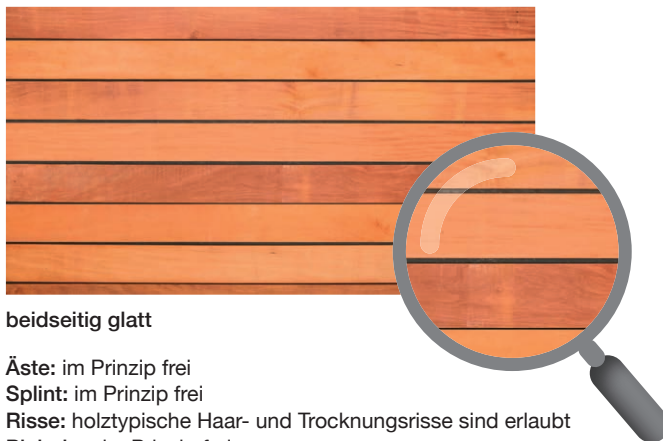 beidseitig glatt
Äste: im Prinzip frei
Splint: im Prinzip frei
Risse: holztypische Haar- und Trocknungsrisse sind erlaubt